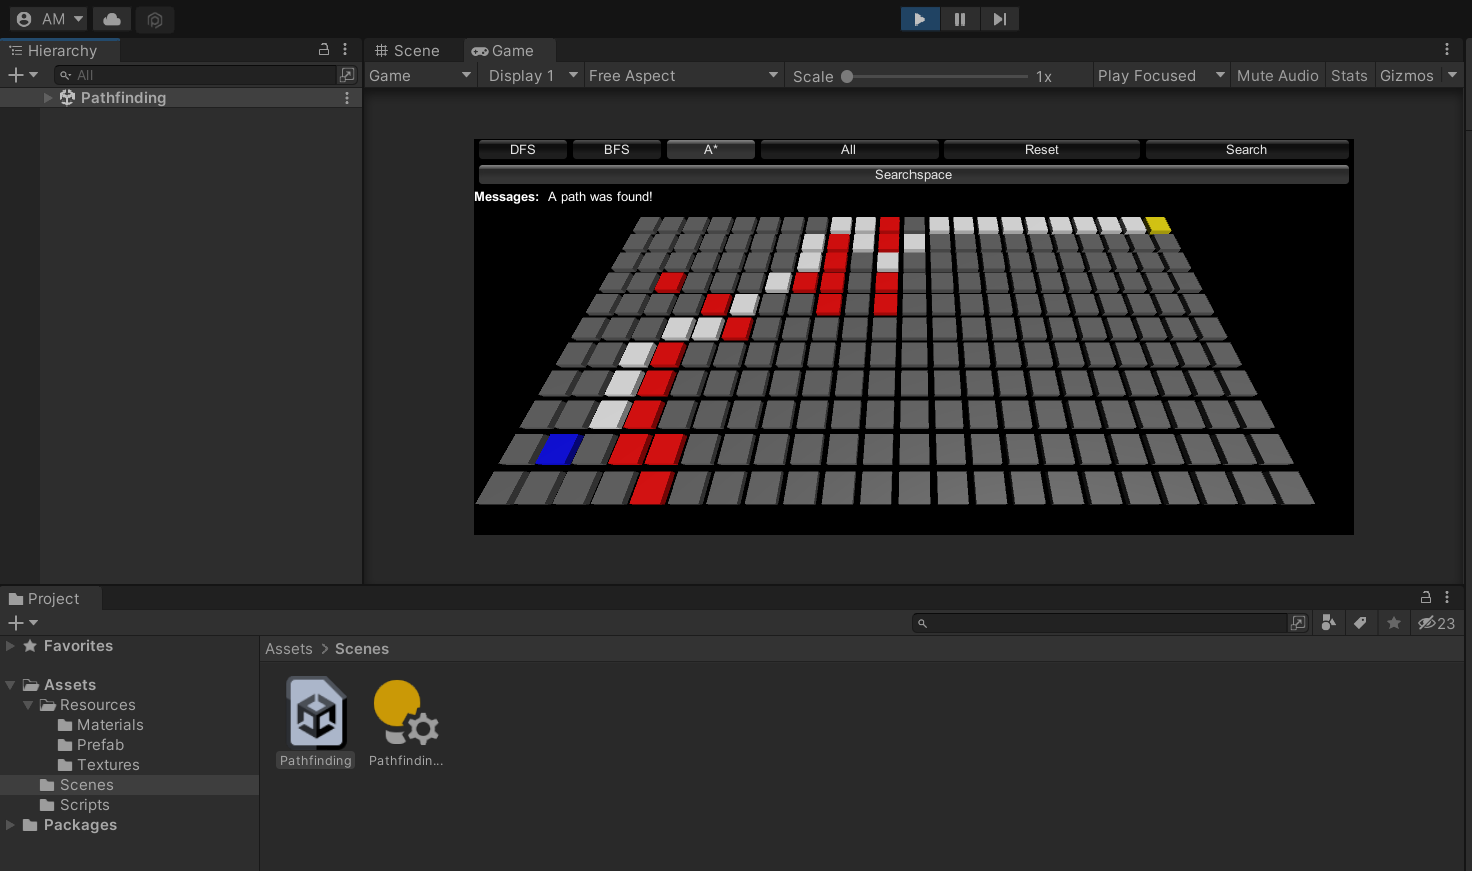 AM
Hierarchy
Scene
Game
All
Game
Display 1
Free Aspect
Scale
1x
Play Focused
Mute Audio
Stats
Gizmos
Pathfinding
DFS
BFS
A*
All
Reset
Search
Searchspace
Messages: A path was found!
Project
23
Favorites
Assets > Scenes
Assets
Resources
Materials
Prefab
Textures
Scenes
Scripts
Packages
Pathfinding
Pathfindin...